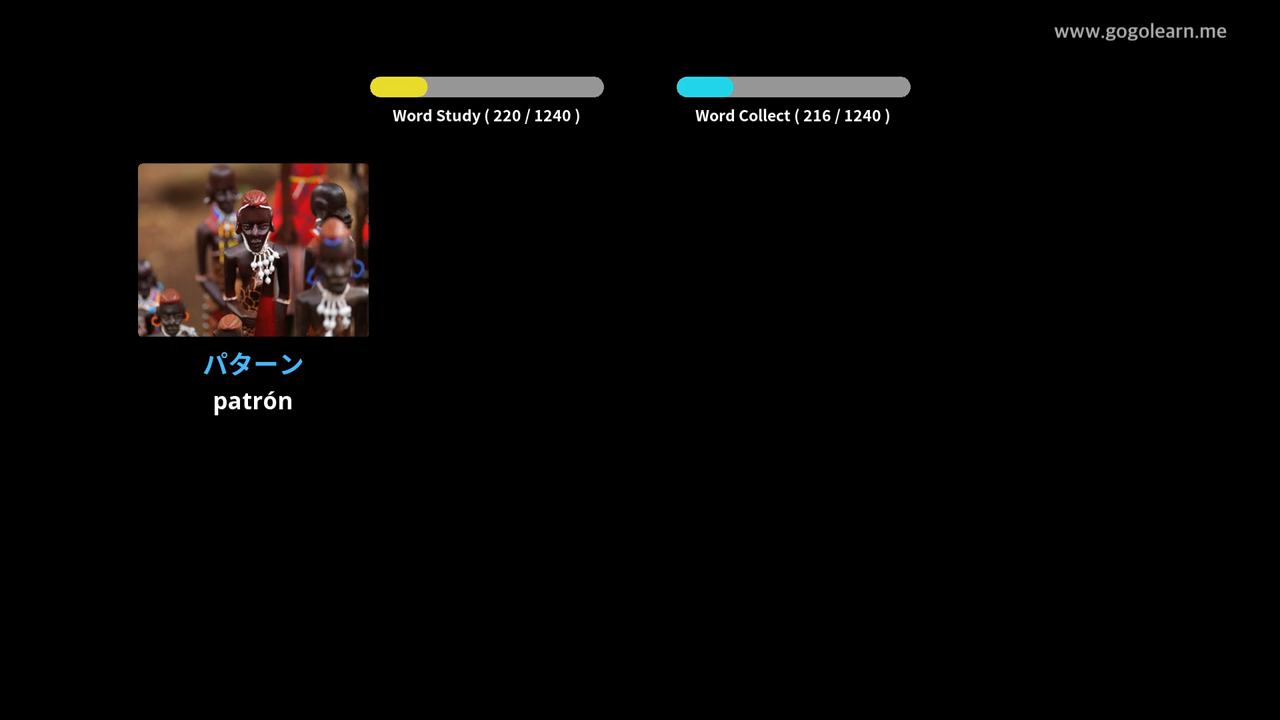 www.gogolearn.me
Word Study ( 220 / 1240 )
Word Collect ( 216 / 1240 )
パターン
patrón